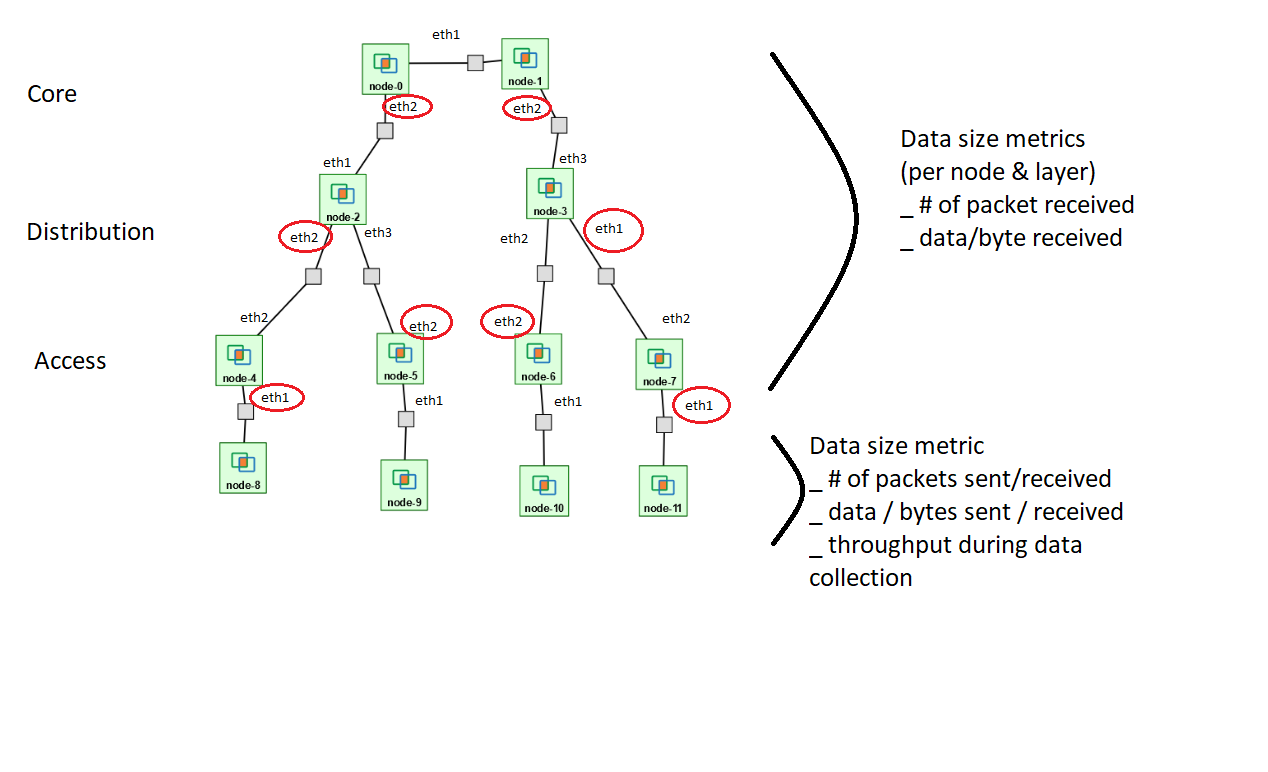 eth1
node-0
node-1
Core
eth2
eth2
eth1
eth3
node-2
node-3
Distribution
eth2
eth3
eth2
eth1
eth2
eth2
eth2
eth2
Access
node-4
node-5
node-6
node-7
eth1
eth1
eth1
eth1
node-8
node-9
node-10
node-11
Data size metrics
(per node & layer)
_ # of packet received
_ data/byte received
Data size metric
_ # of packets sent/received
_ data / bytes sent / received
_ throughput during data
collection